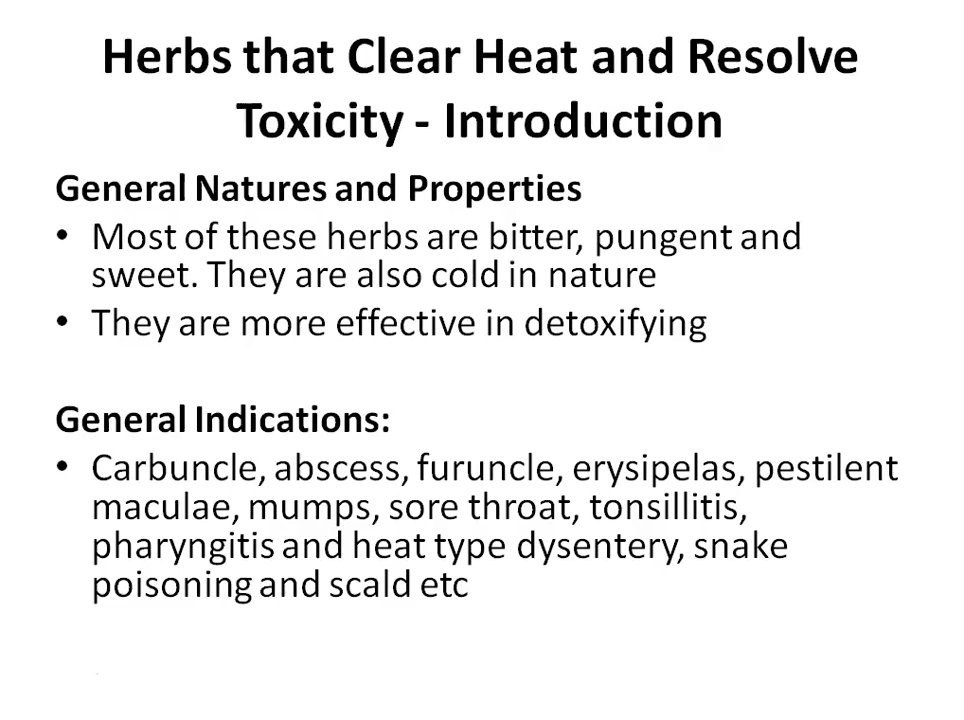 Herbs that Clear Heat and Resolve
Toxicity - Introduction
General Natures and Properties
• Most of these herbs are bitter, pungent and
sweet. They are also cold in nature
• They are more effective in detoxifying
General Indications:
• Carbuncle, abscess, furuncle, erysipelas, pestilent
maculae, mumps, sore throat, tonsillitis,
pharyngitis and heat type dysentery, snake
poisoning and scald etc